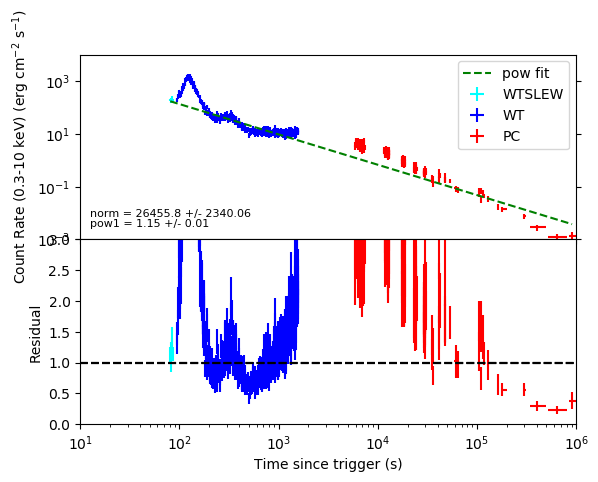 Count Rate (0.3-10 keV) (erg cm⁻² s⁻¹)
10³
10¹
10⁻¹
pow fit
WTSLEW
WT
PC
norm = 26455.8 +/- 2340.06
pow1 = 1.15 +/- 0.01
Residual
3.0
2.5
2.0
1.5
1.0
0.5
0.0
10¹ 10² 10³ 10⁴ 10⁵ 10⁶
Time since trigger (s)